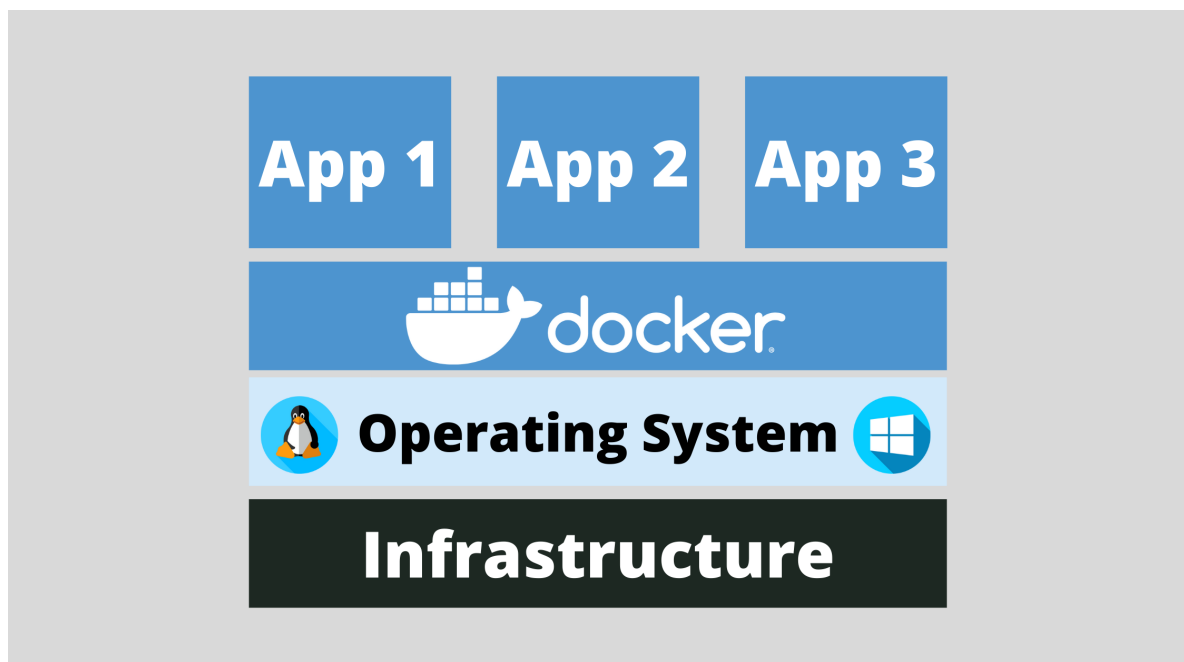 App 1
App 2
App 3
docker
Operating System
Infrastructure